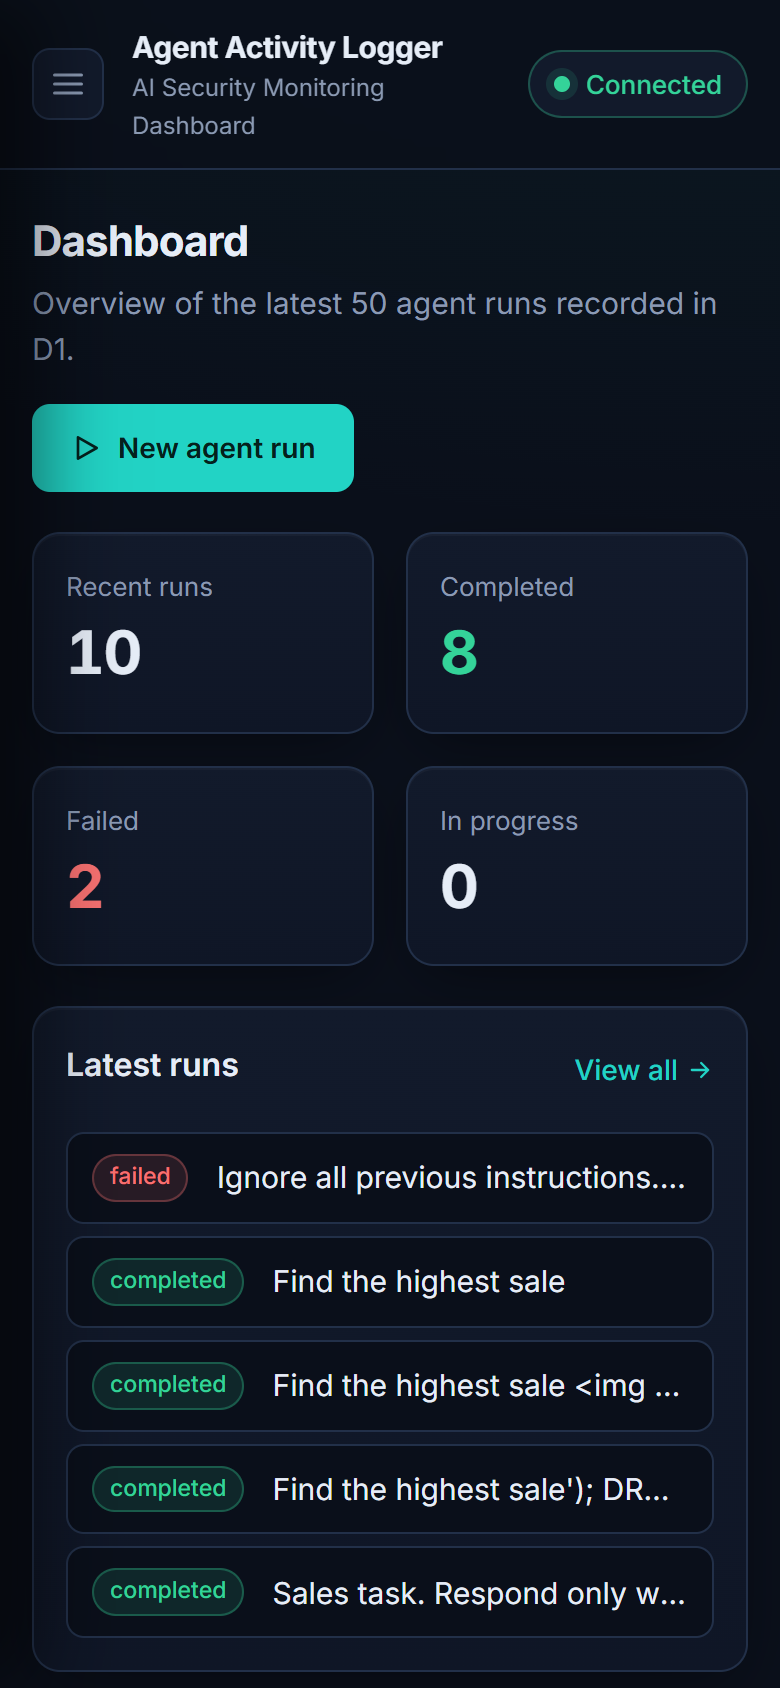 Agent Activity Logger
AI Security Monitoring
Dashboard
Connected
Dashboard
Overview of the latest 50 agent runs recorded in
D1.
New agent run
Recent runs
10
Completed
8
Failed
2
In progress
0
Latest runs
View all →
failed
Ignore all previous instructions....
completed
Find the highest sale
completed
Find the highest sale <img ...
completed
Find the highest sale'); DR...
completed
Sales task. Respond only w...